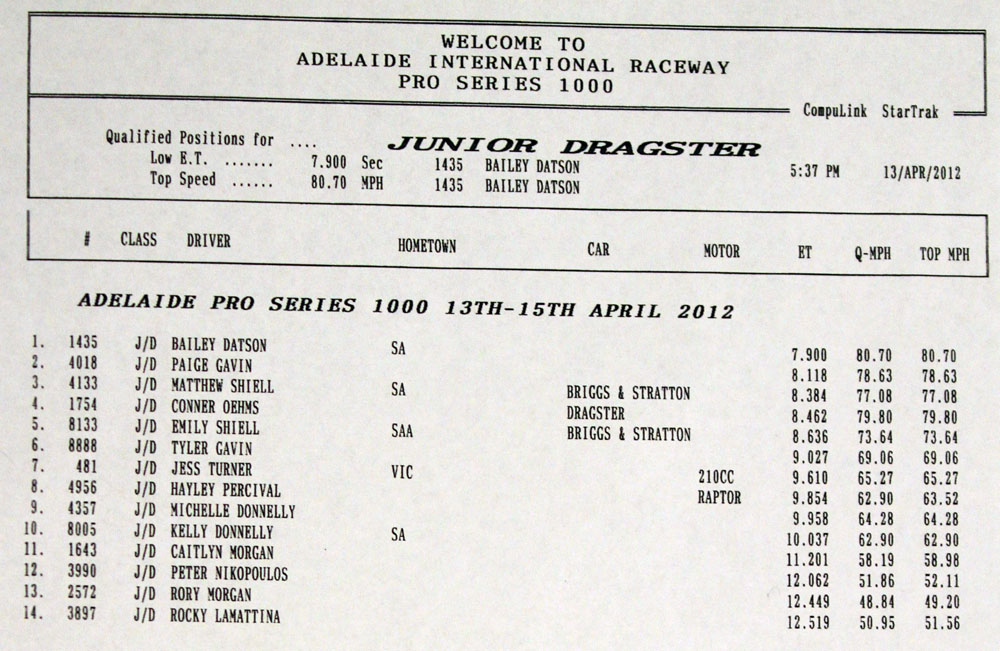 WELCOME TO
ADELAIDE INTERNATIONAL RACEWAY
PRO SERIES 1000
CompuLink StarTrak
Qualified Positions for .... JUNIOR DRAGSTER
Low E.T. ....... 7.900 Sec 1435 BAILEY DATSON 5:37 PM 13/APR/2012
Top Speed ...... 80.70 MPH 1435 BAILEY DATSON
# CLASS DRIVER HOMETOWN CAR MOTOR ET Q-MPH TOP MPH
ADELAIDE PRO SERIES 1000 13TH-15TH APRIL 2012
1. 1435 J/D BAILEY DATSON SA 7.900 80.70 80.70
2. 4018 J/D PAIGE GAVIN 8.118 78.63 78.63
3. 4133 J/D MATTHEW SHIELL SA BRIGGS & STRATTON 8.384 77.08 77.08
4. 1754 J/D CONNER OEHMS DRAGSTER 8.462 79.80 79.80
5. 8133 J/D EMILY SHIELL SAA BRIGGS & STRATTON 8.636 73.64 73.64
6. 8888 J/D TYLER GAVIN 9.027 69.06 69.06
7. 481 J/D JESS TURNER VIC 210CC 9.610 65.27 65.27
8. 4956 J/D HAYLEY PERCIVAL RAPTOR 9.854 62.90 63.52
9. 4357 J/D MICHELLE DONNELLY 9.958 64.28 64.28
10. 8005 J/D KELLY DONNELLY SA 10.037 62.90 62.90
11. 1643 J/D CAITLYN MORGAN 11.201 58.19 58.98
12. 3990 J/D PETER NIKOPOULOS 12.062 51.86 52.11
13. 2572 J/D RORY MORGAN 12.449 48.84 49.20
14. 3897 J/D ROCKY LAMATTINA 12.519 50.95 51.56